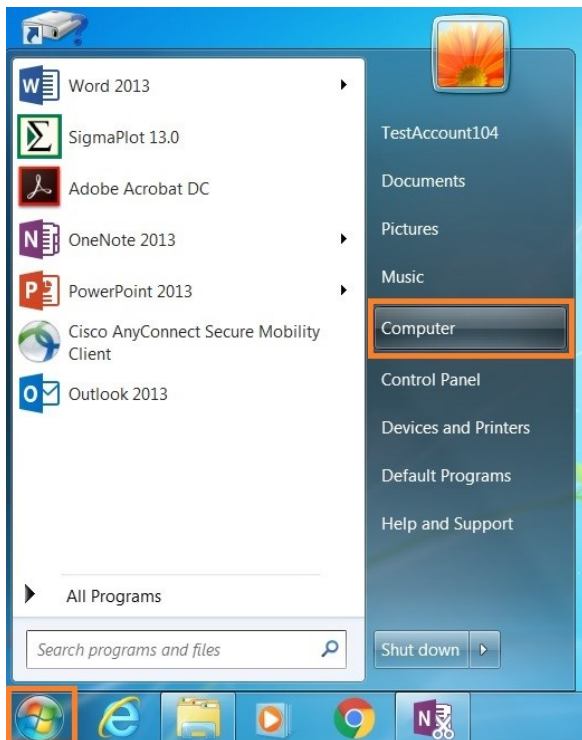 Word 2013
SigmaPlot 13.0
Adobe Acrobat DC
OneNote 2013
PowerPoint 2013
Cisco AnyConnect Secure Mobility
Client
Outlook 2013
All Programs
Search programs and files
TestAccount104
Documents
Pictures
Music
Computer
Control Panel
Devices and Printers
Default Programs
Help and Support
Shut down